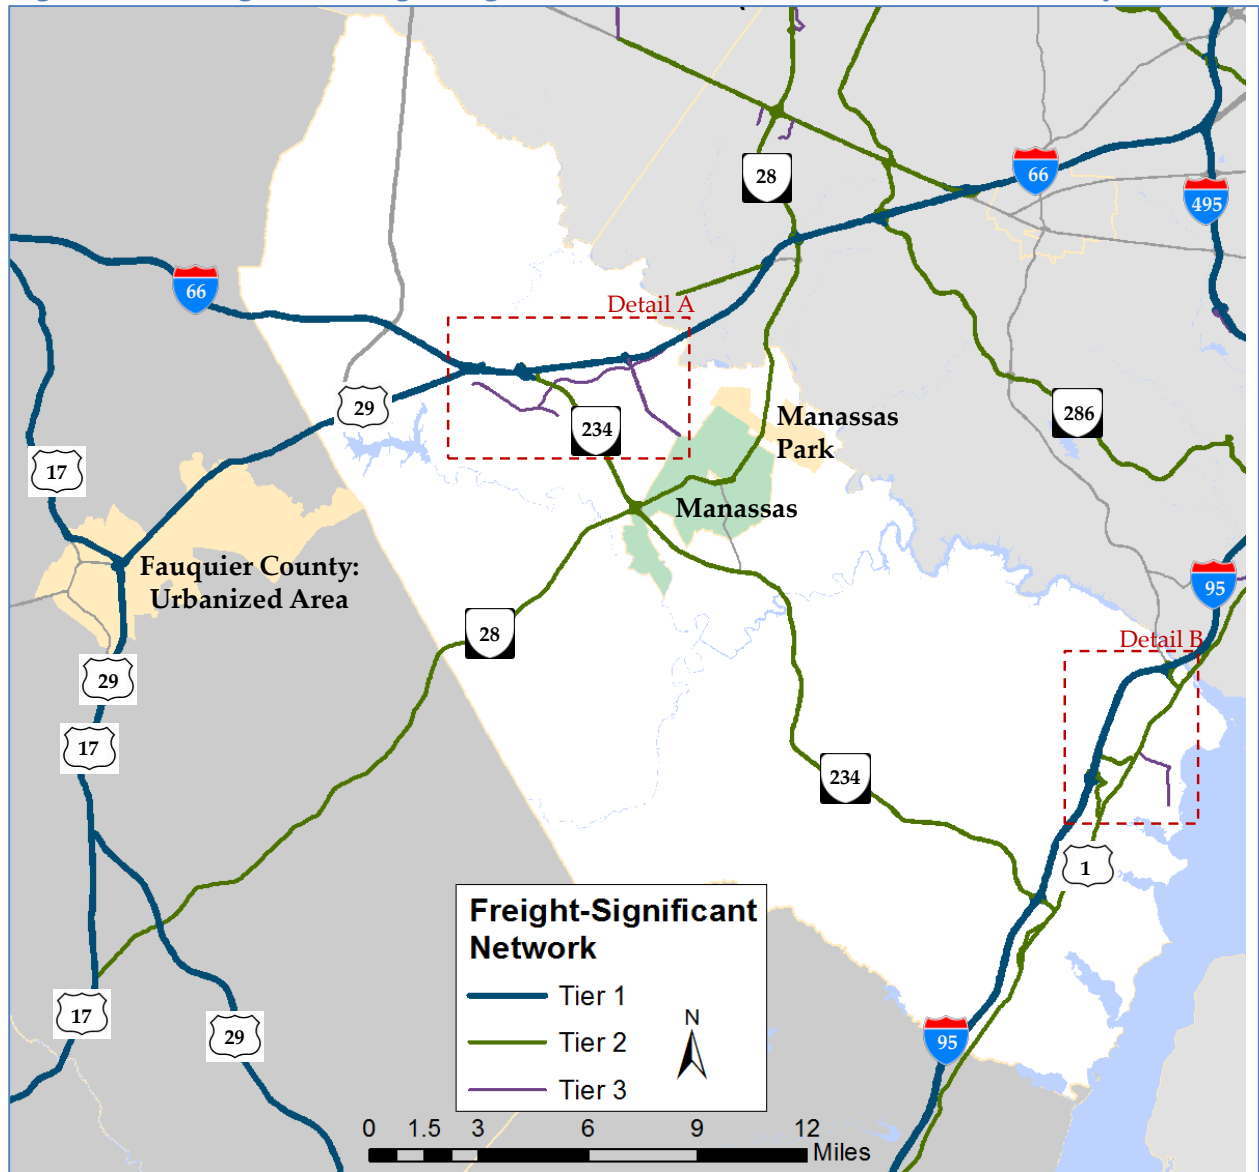 28
66
495
66
Detail A
29
234
Manassas
Park
286
17
Manassas
Fauquier County:
Urbanized Area
95
28
Detail B
29
17
234
1
Freight-Significant
Network
Tier 1
Tier 2
Tier 3
N
17
29
95
0 1.5 3 6 9 12
Miles